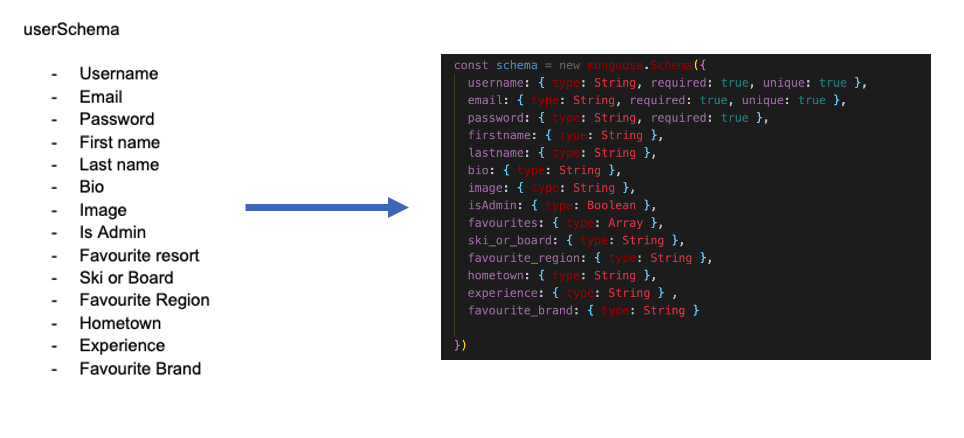 userSchema
- Username
- Email
- Password
- First name
- Last name
- Bio
- Image
- Is Admin
- Favourite resort
- Ski or Board
- Favourite Region
- Hometown
- Experience
- Favourite Brand
const schema = new mongoose.Schema({
username: { type: String, required: true, unique: true },
email: { type: String, required: true, unique: true },
password: { type: String, required: true },
firstname: { type: String },
lastname: { type: String },
bio: { type: String },
image: { type: String },
isAdmin: { type: Boolean },
favourites: { type: Array },
ski_or_board: { type: String },
favourite_region: { type: String },
hometown: { type: String },
experience: { type: String } ,
favourite_brand: { type: String }
})